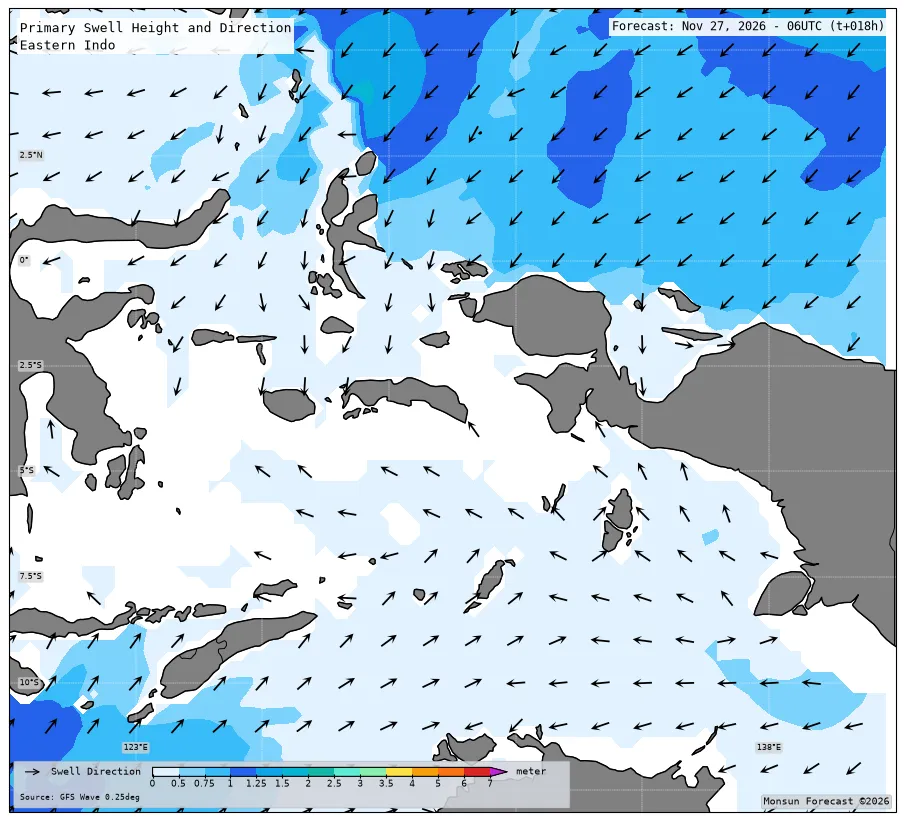 Primary Swell Height and Direction
Eastern Indo
Forecast: Nov 27, 2026 - 06UTC (t+018h)
2.5°N
0°
2.5°S
5°S
7.5°S
10°S
123°E
138°E
Swell Direction
0 0.5 0.75 1 1.25 1.5 2 2.5 3 3.5 4 5 6 7
meter
Source: GFS Wave 0.25deg
Monsun Forecast ©2026